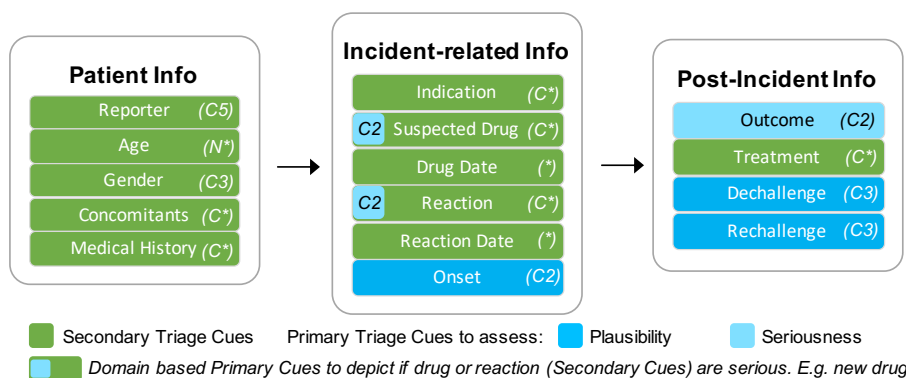 Patient Info
Reporter (C5)
Age (N*)
Gender (C3)
Concomitants (C*)
Medical History (C*)
Incident-related Info
Indication (C*)
C2 Suspected Drug (C*)
Drug Date (*)
C2 Reaction (C*)
Reaction Date (*)
Onset (C2)
Post-Incident Info
Outcome (C2)
Treatment (C*)
Dechallenge (C3)
Rechallenge (C3)
Secondary Triage Cues Primary Triage Cues to assess: Plausibility Seriousness
Domain based Primary Cues to depict if drug or reaction (Secondary Cues) are serious. E.g. new drug